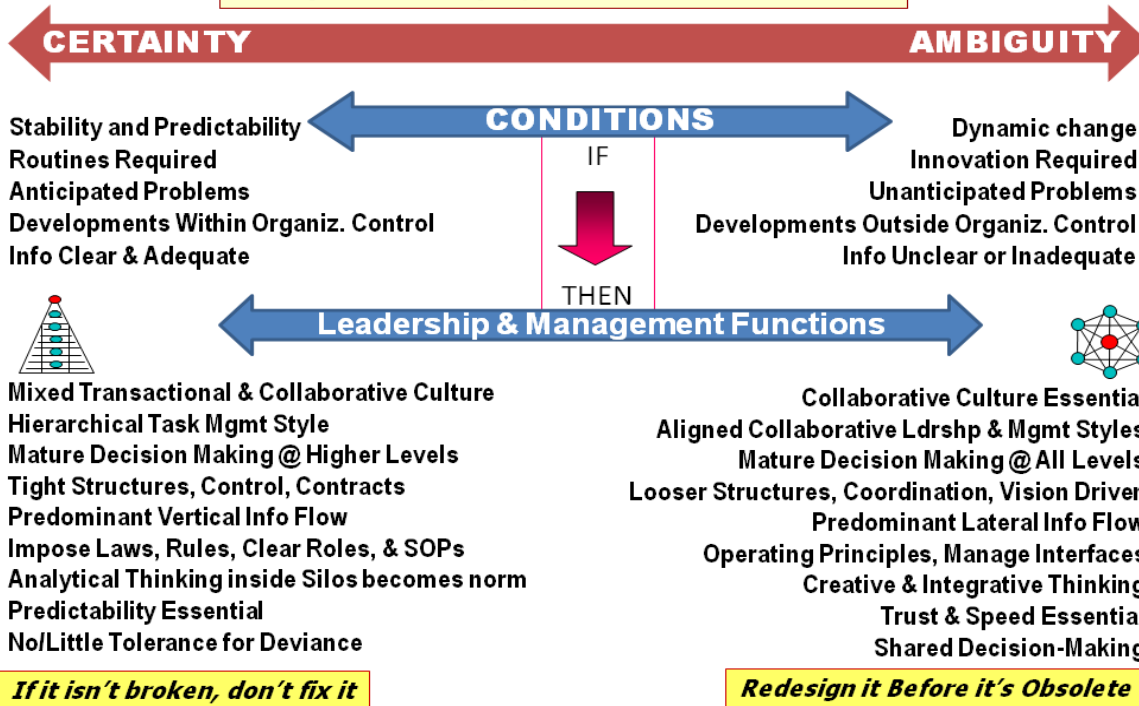 CERTAINTY
AMBIGUITY
CONDITIONS
Stability and Predictability
Routines Required
Anticipated Problems
Developments Within Organiz. Control
Info Clear & Adequate
IF
THEN
Dynamic change
Innovation Required
Unanticipated Problems
Developments Outside Organiz. Control
Info Unclear or Inadequate
Leadership & Management Functions
Mixed Transactional & Collaborative Culture
Hierarchical Task Mgmt Style
Mature Decision Making @ Higher Levels
Tight Structures, Control, Contracts
Predominant Vertical Info Flow
Impose Laws, Rules, Clear Roles, & SOPs
Analytical Thinking inside Silos becomes norm
Predictability Essential
No/Little Tolerance for Deviance
Collaborative Culture Essential
Aligned Collaborative Ldrshp & Mgmt Styles
Mature Decision Making @ All Levels
Looser Structures, Coordination, Vision Driven
Predominant Lateral Info Flow
Operating Principles, Manage Interfaces
Creative & Integrative Thinking
Trust & Speed Essential
Shared Decision-Making
If it isn't broken, don't fix it
Redesign it Before it's Obsolete